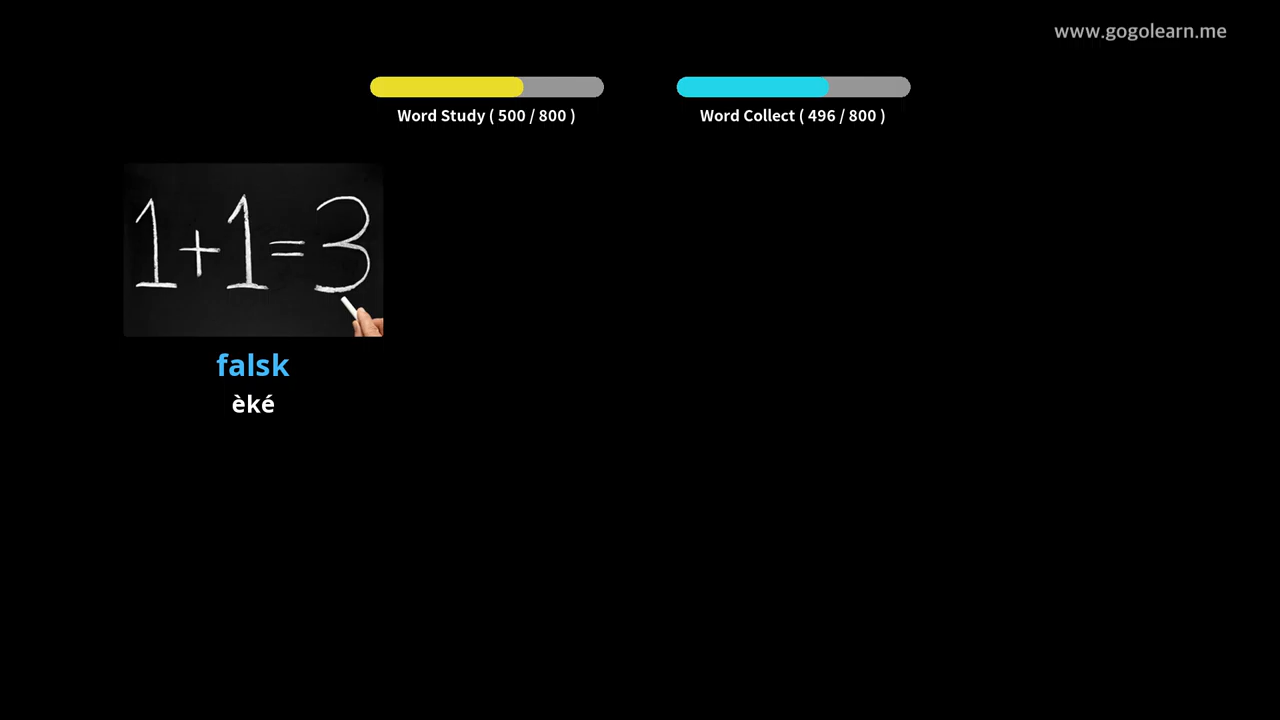 www.gogolearn.me
Word Study ( 500 / 800 )
Word Collect ( 496 / 800 )
1+1=3
falsk
èké